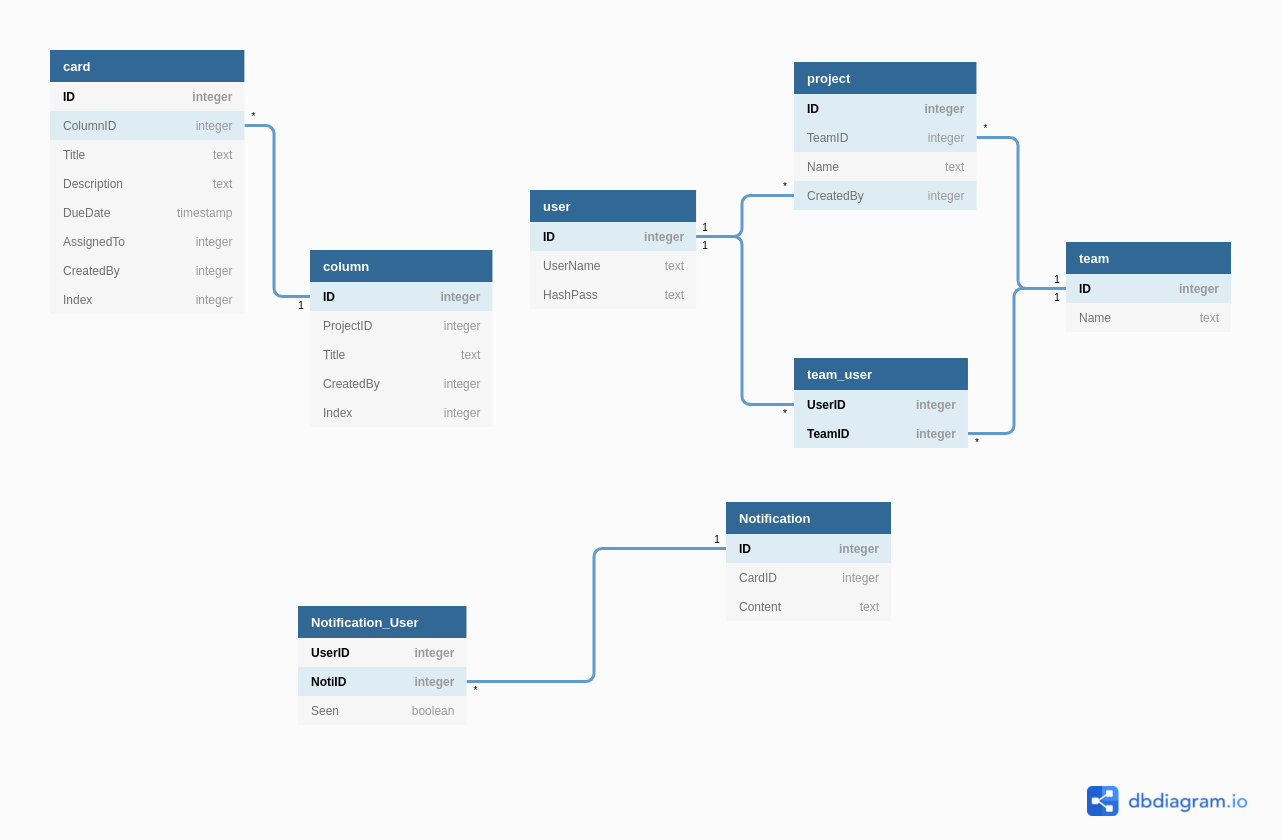 card
ID integer
ColumnID integer
Title text
Description text
DueDate timestamp
AssignedTo integer
CreatedBy integer
Index integer
*
1
column
ID integer
ProjectID integer
Title text
CreatedBy integer
Index integer
user
ID integer
UserName text
HashPass text
1
1
*
*
project
ID integer
TeamID integer
Name text
CreatedBy integer
*
team_user
UserID integer
TeamID integer
*
1
1
team
ID integer
Name text
Notification
ID integer
CardID integer
Content text
1
Notification_User
UserID integer
NotiID integer
Seen boolean
*
dbdiagram.io